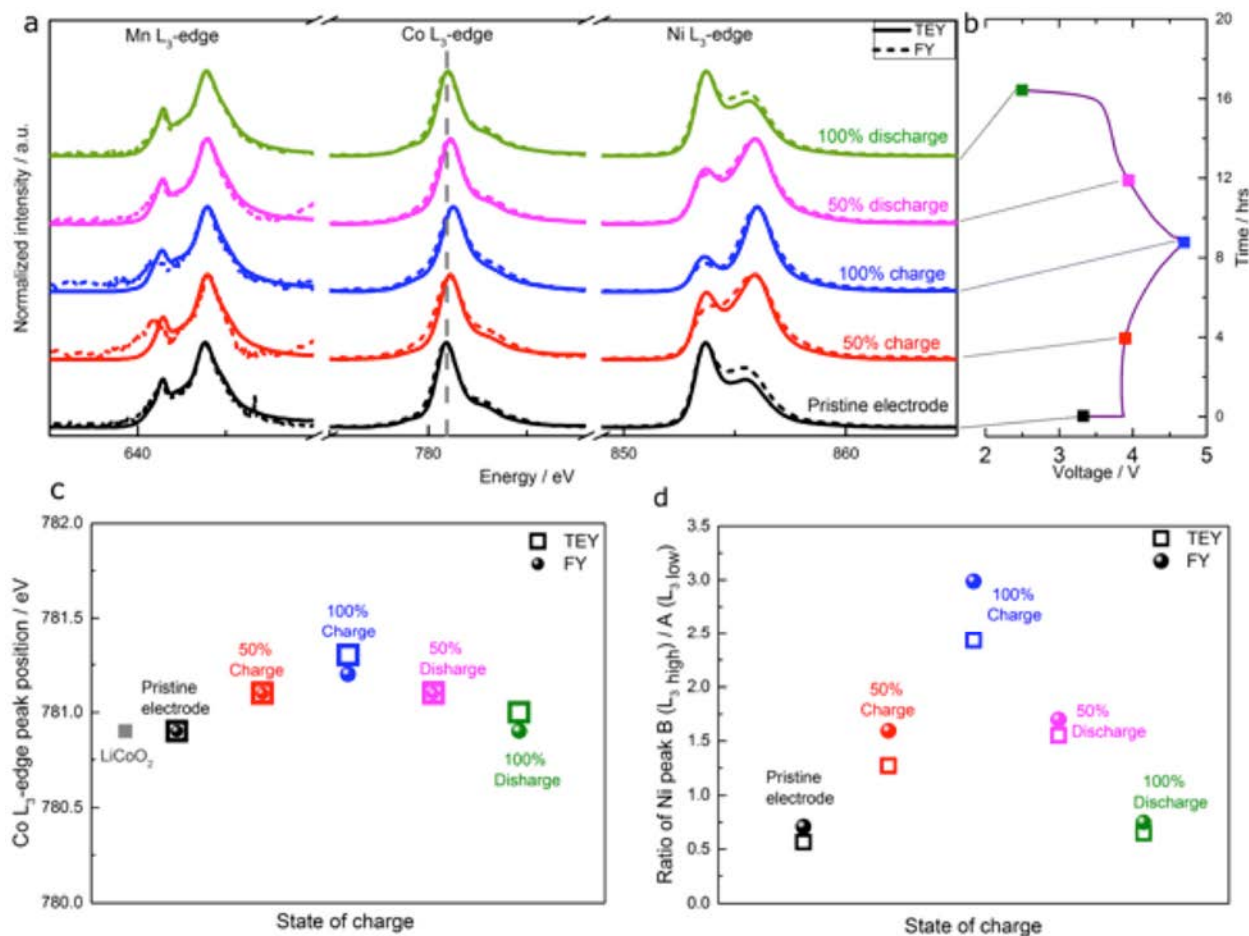 a
Mn L3-edge
Co L3-edge
Ni L3-edge
TEY
FY
100% discharge
50% discharge
100% charge
50% charge
Pristine electrode
Normalized intensity / a.u.
640
780
850
860
Energy / eV
b
20
16
12
8
4
0
Time / hrs
2
3
4
5
Voltage / V
c
782.0
781.5
781.0
780.5
780.0
Co L3-edge peak position / eV
TEY
FY
LiCoO2
Pristine
electrode
50%
Charge
100%
Charge
50%
Disharge
100%
Disharge
State of charge
d
3.5
3.0
2.5
2.0
1.5
1.0
0.5
0.0
Ratio of Ni peak B (L3 high) / A (L3 low)
TEY
FY
Pristine
electrode
50%
Charge
100%
Charge
50%
Discharge
100%
Discharge
State of charge